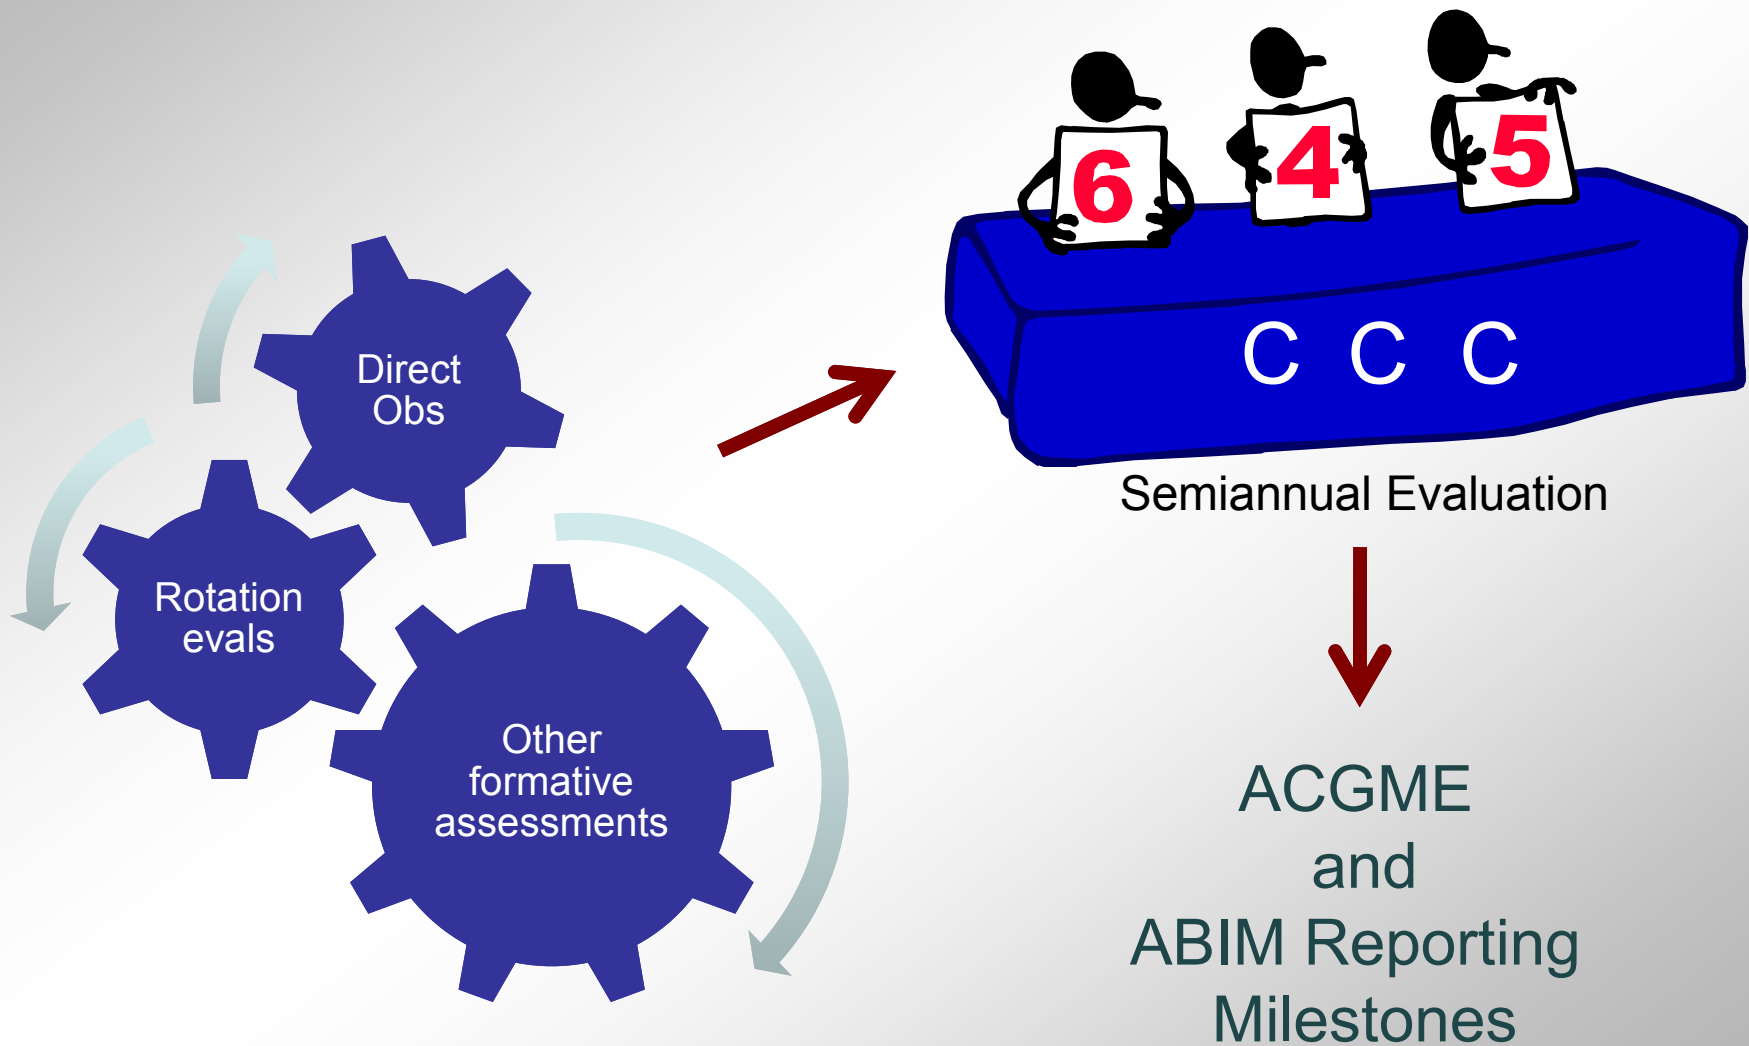 Direct
Obs
Rotation
evals
Other
formative
assessments
6
4
5
C C C
Semiannual Evaluation
ACGME
and
ABIM Reporting
Milestones